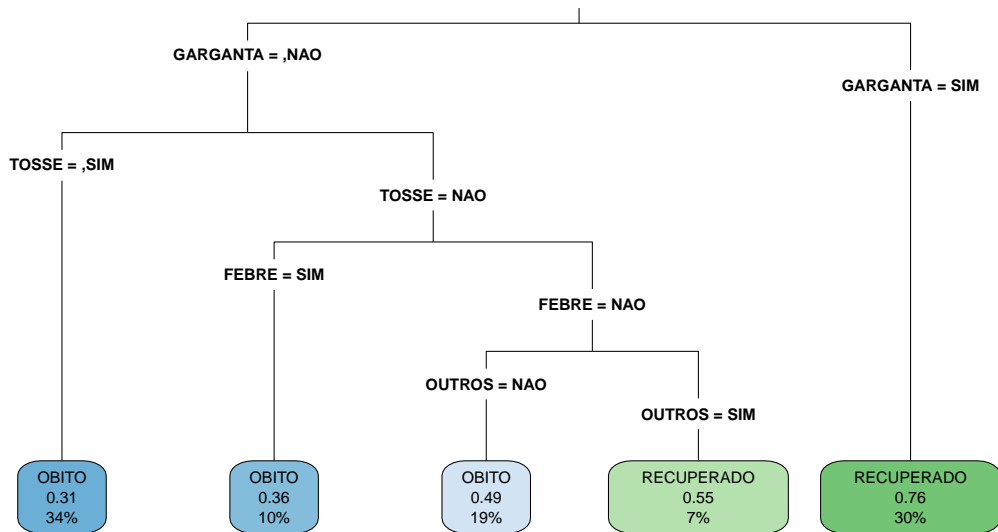 GARGANTA = ,NAO
GARGANTA = SIM
TOSSE = ,SIM
TOSSE = NAO
FEBRE = SIM
FEBRE = NAO
OUTROS = NAO
OUTROS = SIM
OBITO
0.31
34%
OBITO
0.36
10%
OBITO
0.49
19%
RECUPERADO
0.55
7%
RECUPERADO
0.76
30%